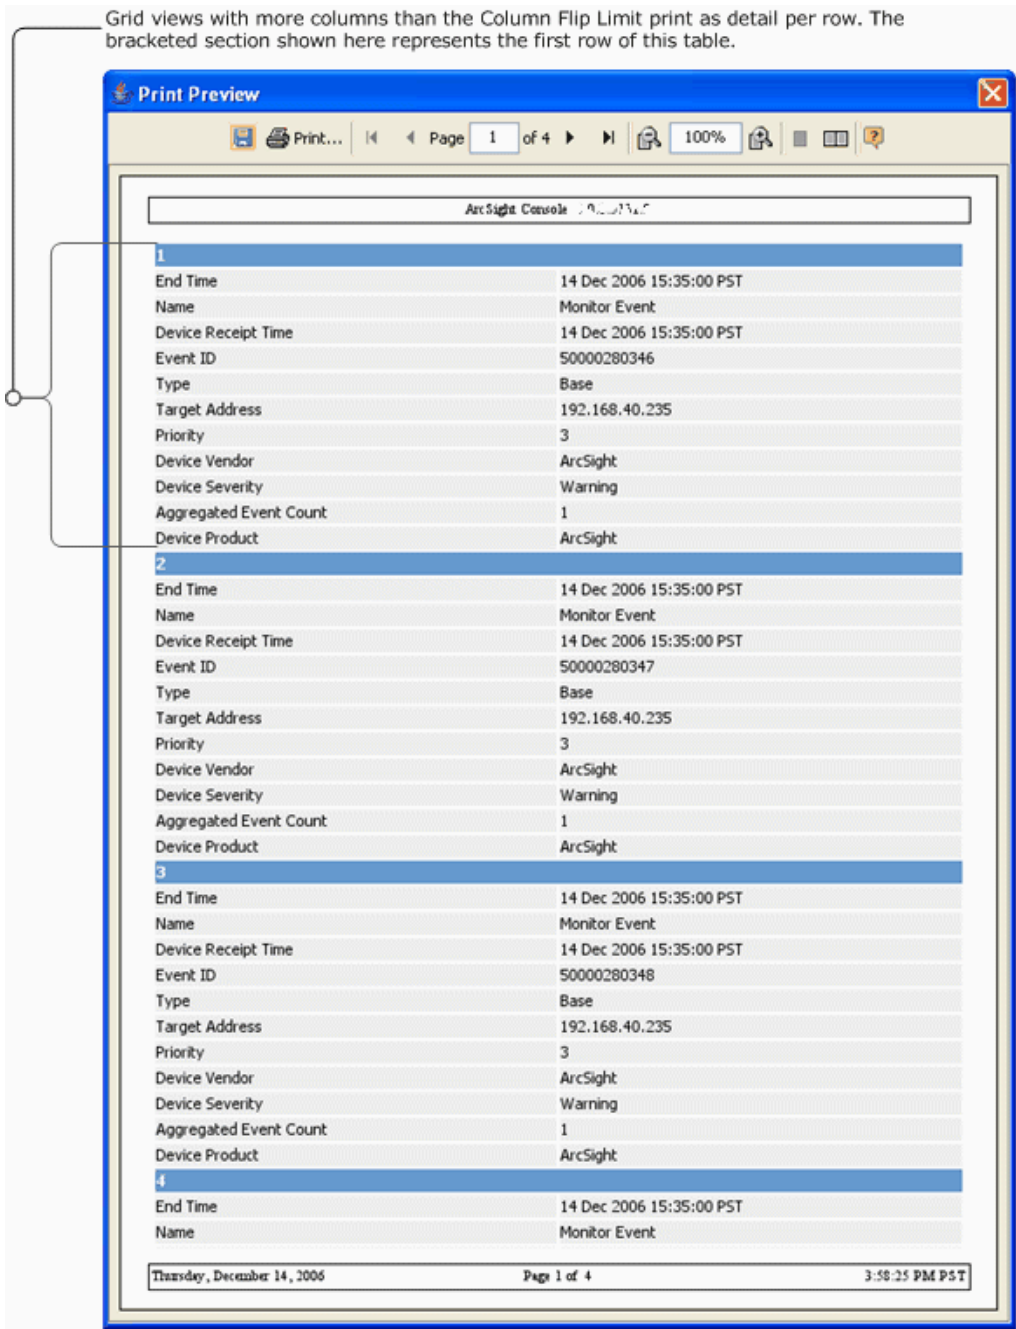 Grid views with more columns than the Column Flip Limit print as detail per row. The
bracketed section shown here represents the first row of this table.
Print Preview
Print... Page 1 of 4 100% ?
ArcSight Console
1
End Time 14 Dec 2006 15:35:00 PST
Name Monitor Event
Device Receipt Time 14 Dec 2006 15:35:00 PST
Event ID 50000280346
Type Base
Target Address 192.168.40.235
Priority 3
Device Vendor ArcSight
Device Severity Warning
Aggregated Event Count 1
Device Product ArcSight
2
End Time 14 Dec 2006 15:35:00 PST
Name Monitor Event
Device Receipt Time 14 Dec 2006 15:35:00 PST
Event ID 50000280347
Type Base
Target Address 192.168.40.235
Priority 3
Device Vendor ArcSight
Device Severity Warning
Aggregated Event Count 1
Device Product ArcSight
3
End Time 14 Dec 2006 15:35:00 PST
Name Monitor Event
Device Receipt Time 14 Dec 2006 15:35:00 PST
Event ID 50000280348
Type Base
Target Address 192.168.40.235
Priority 3
Device Vendor ArcSight
Device Severity Warning
Aggregated Event Count 1
Device Product ArcSight
4
End Time 14 Dec 2006 15:35:00 PST
Name Monitor Event
Thursday, December 14, 2006 Page 1 of 4 3:58:25 PM PST